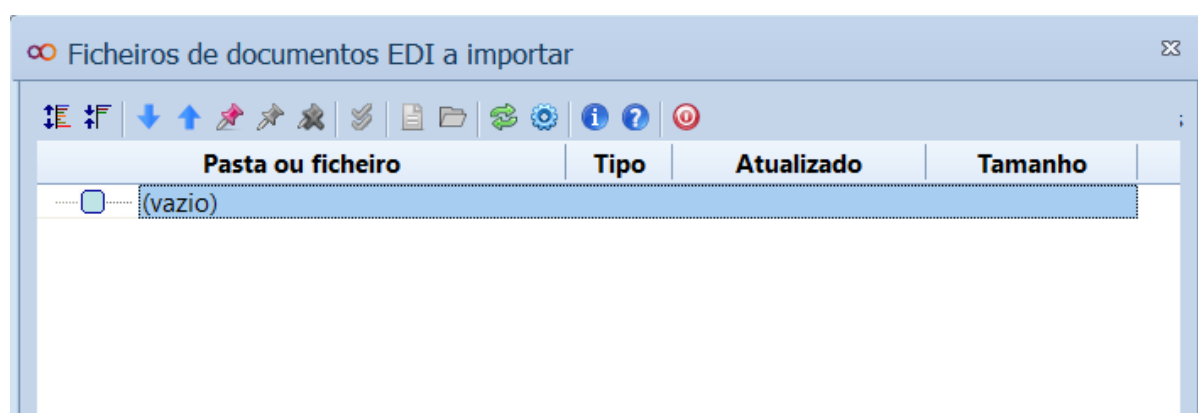 Ficheiros de documentos EDI a importar
Pasta ou ficheiro Tipo Atualizado Tamanho
(vazio)